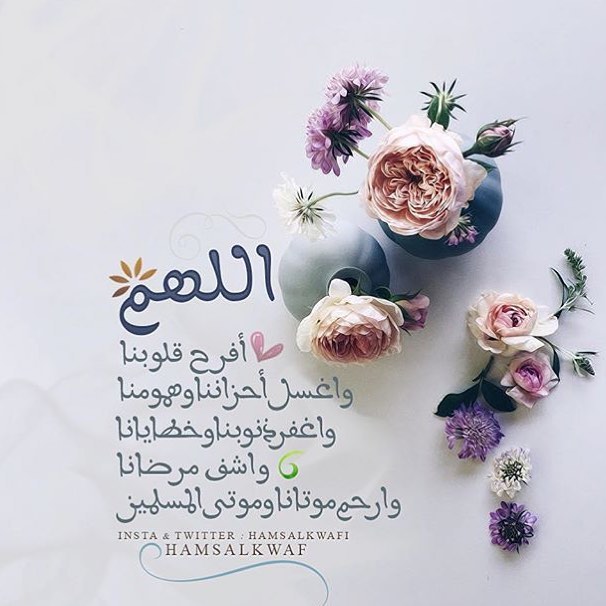 اللهم
أفرح قلوبنا
واغسل أحزاننا وهمومنا
واغفر ذنوبنا وخطايانا
واشف مرضانا
وارحم موتانا وموتى المسلمين
INSTA & TWITTER : HAMSALKWAFI
HAMSALKWAF